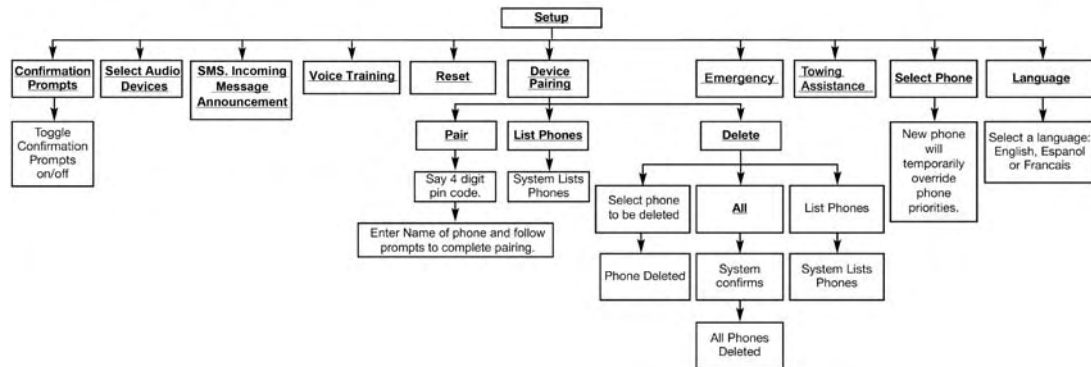 Setup
Confirmation
Prompts
Select Audio
Devices
SMS. Incoming
Message
Announcement
Voice Training
Reset
Device
Pairing
Emergency
Towing
Assistance
Select Phone
Language
Toggle
Confirmation
Prompts
on/off
Pair
List Phones
Delete
New phone
will
temporarily
override
phone
priorities.
Select a language:
English, Espanol
or Francais
Say 4 digit
pin code.
System Lists
Phones
Select phone
to be deleted
All
List Phones
Enter Name of phone and follow
prompts to complete pairing.
Phone Deleted
System
confirms
System Lists
Phones
All Phones
Deleted